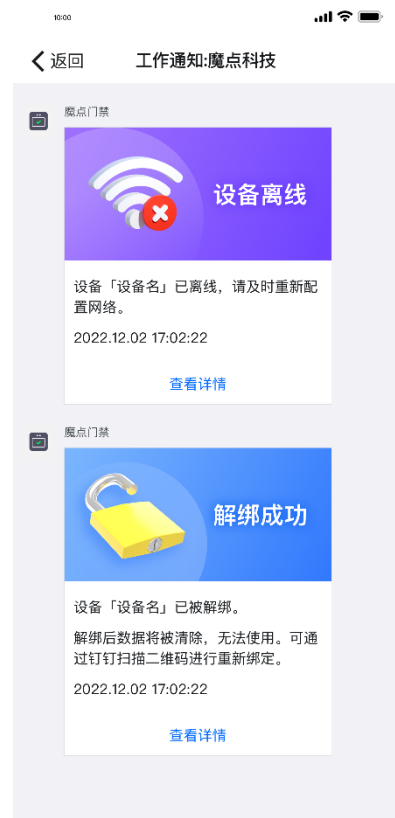 10:00
返回
工作通知:魔点科技
魔点门禁
设备离线
设备「设备名」已离线，请及时重新配
置网络。
2022.12.02 17:02:22
查看详情
魔点门禁
解绑成功
设备「设备名」已被解绑。
解绑后数据将被清除，无法使用。可通
过钉钉扫描二维码进行重新绑定。
2022.12.02 17:02:22
查看详情